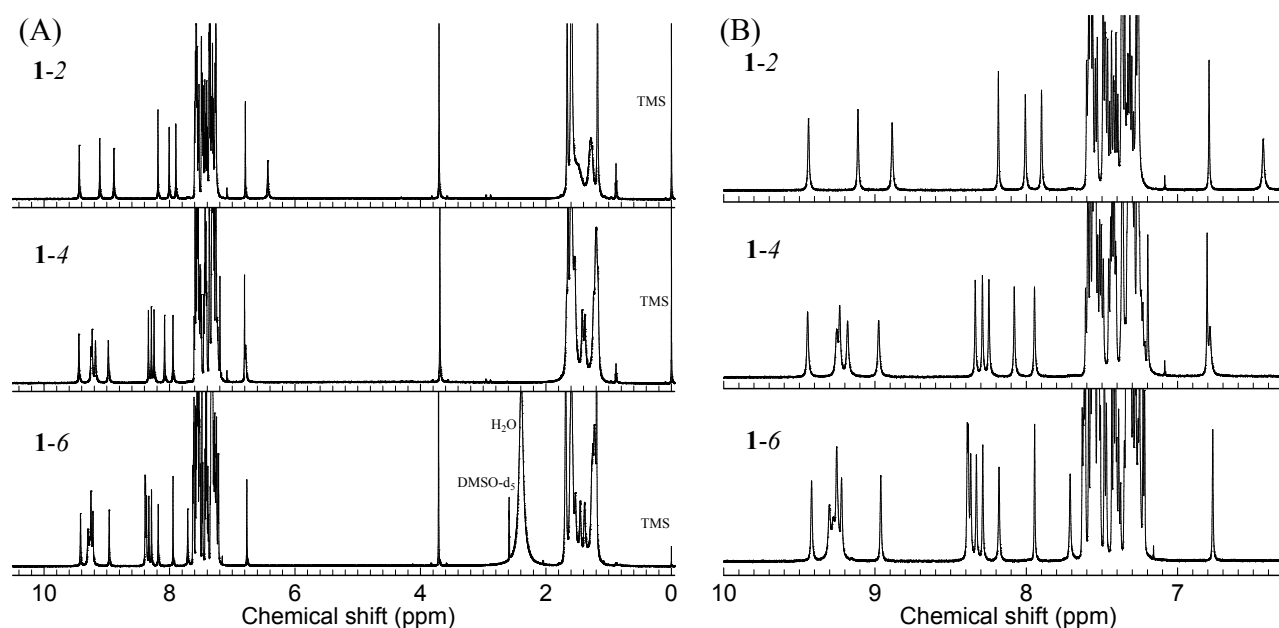 (A)
1-2
TMS
1-4
TMS
1-6
H₂O
DMSO-d₅
TMS
10 8 6 4 2 0
Chemical shift (ppm)
(B)
1-2
1-4
1-6
10 9 8 7
Chemical shift (ppm)